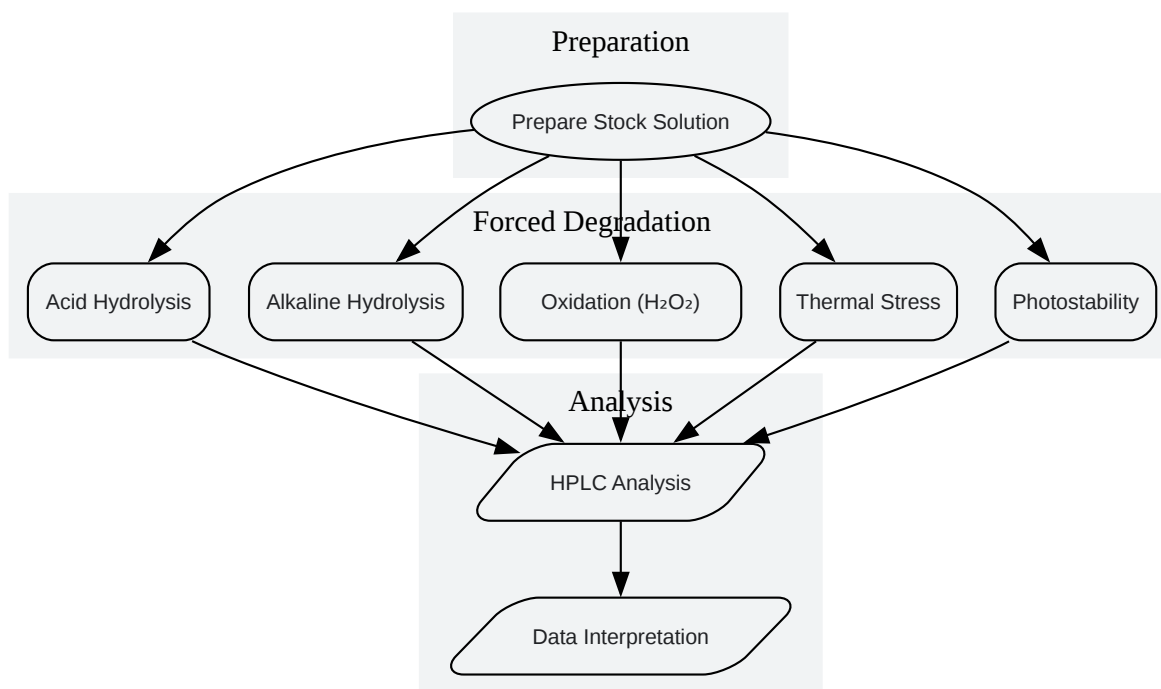 Preparation
Prepare Stock Solution
Forced Degradation
Acid Hydrolysis
Alkaline Hydrolysis
Oxidation (H₂O₂)
Thermal Stress
Photostability
Analysis
HPLC Analysis
Data Interpretation